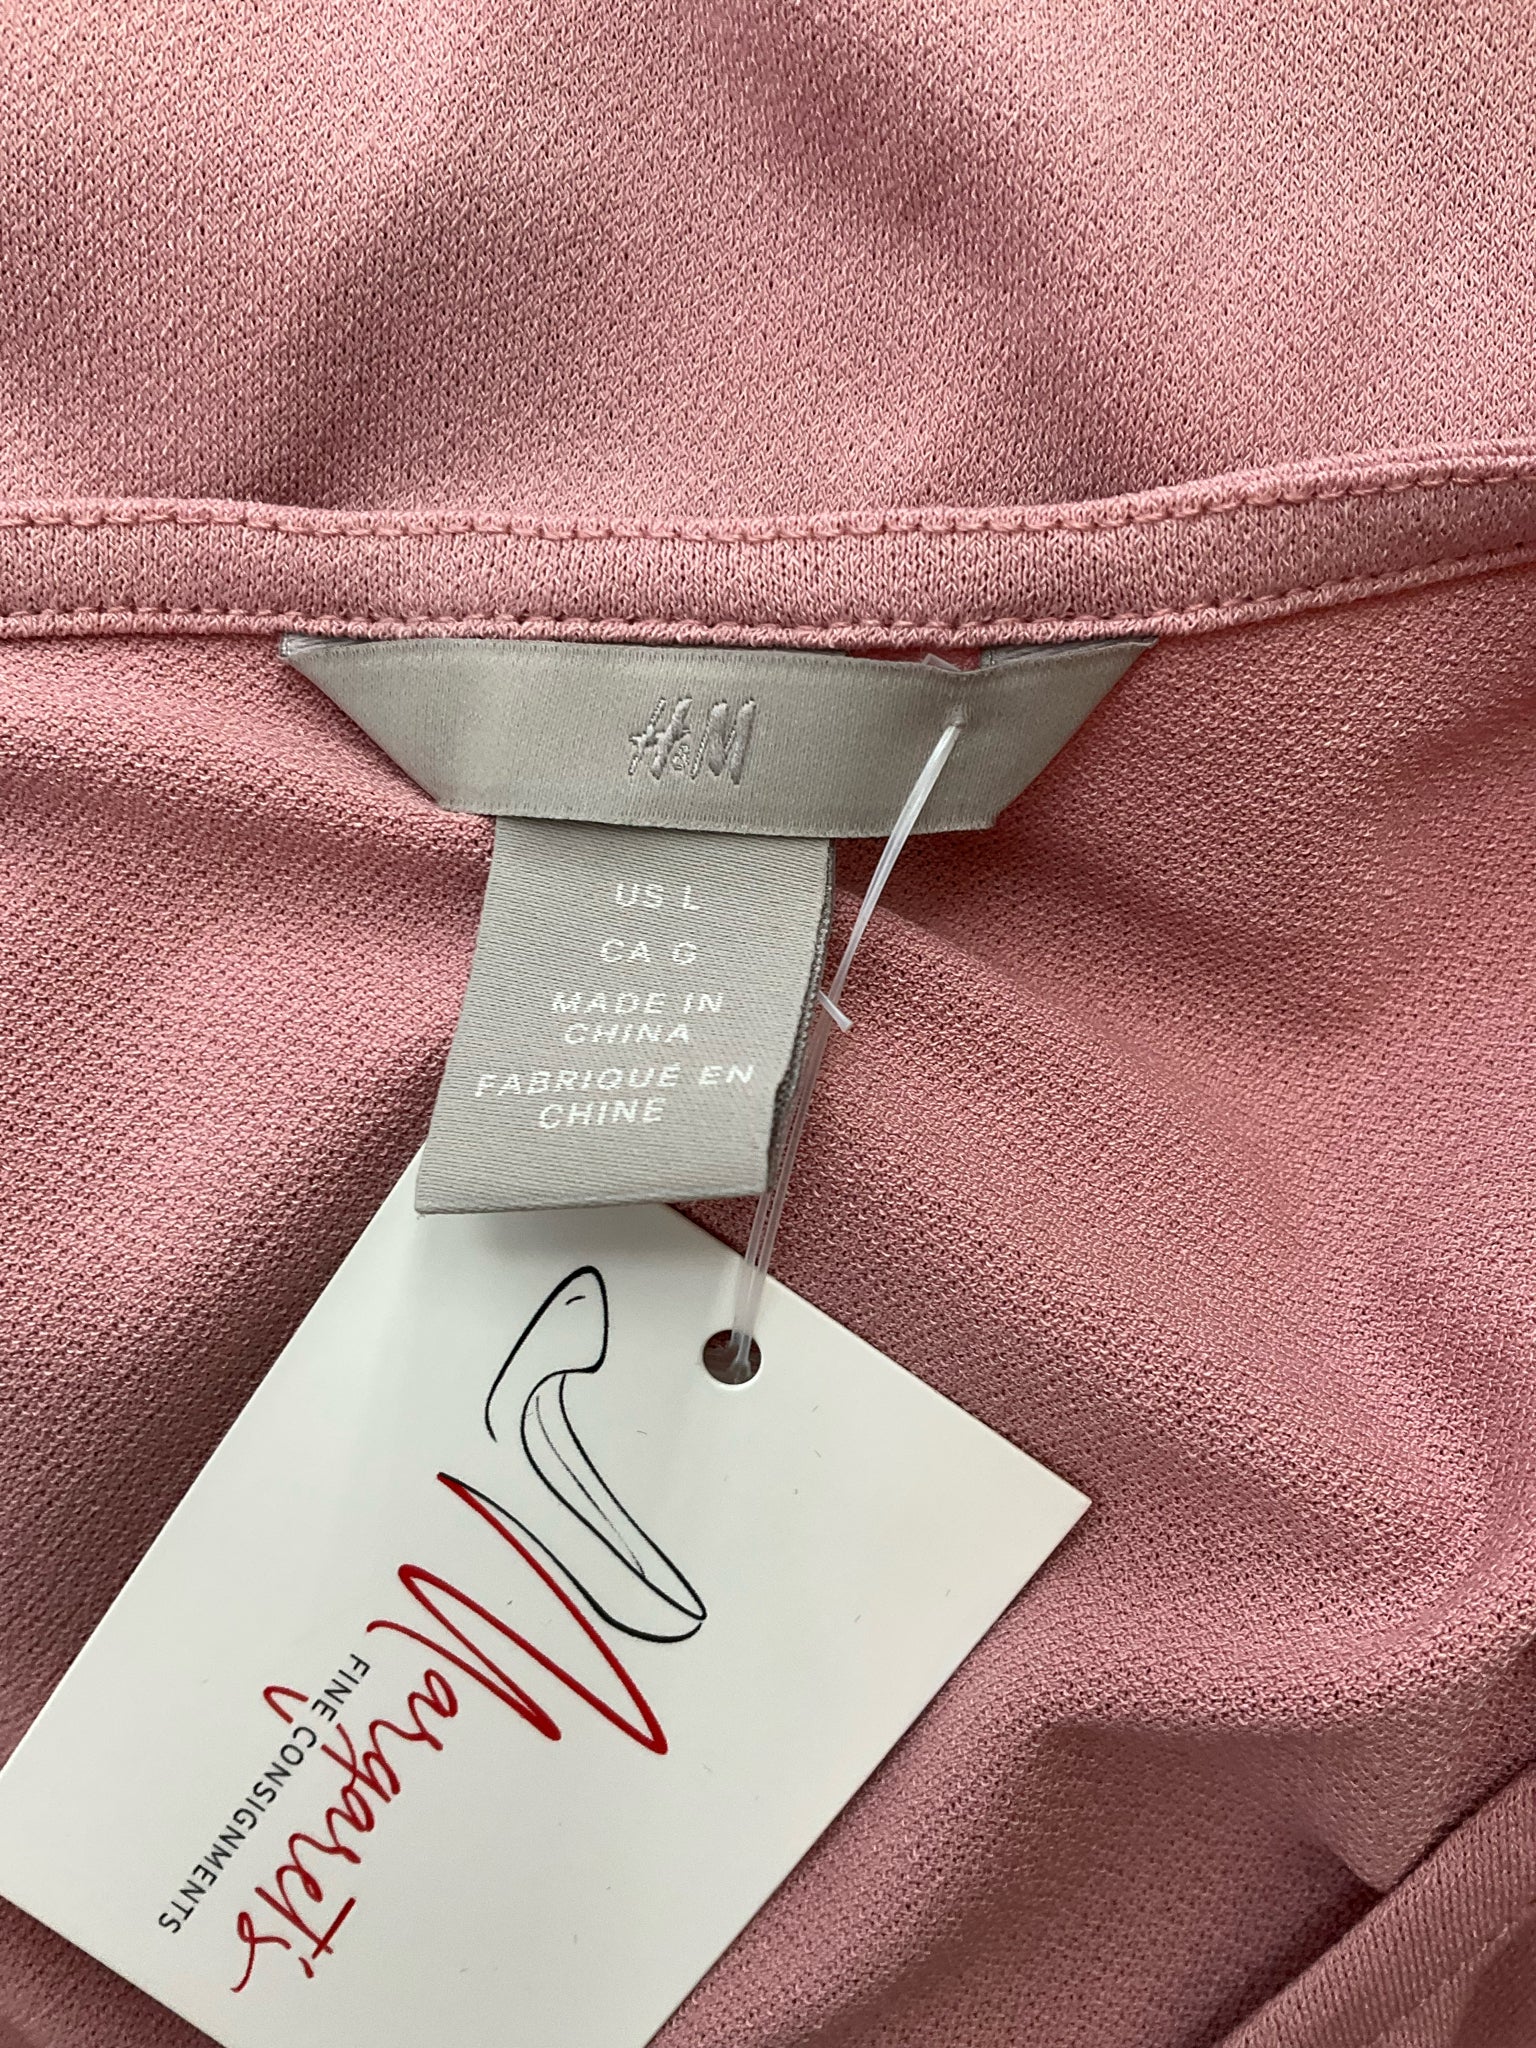 H&M
US L
CA G
MADE IN
CHINA
FABRIQUÉ EN
CHINE
Margaret's
FINE CONSIGNMENTS